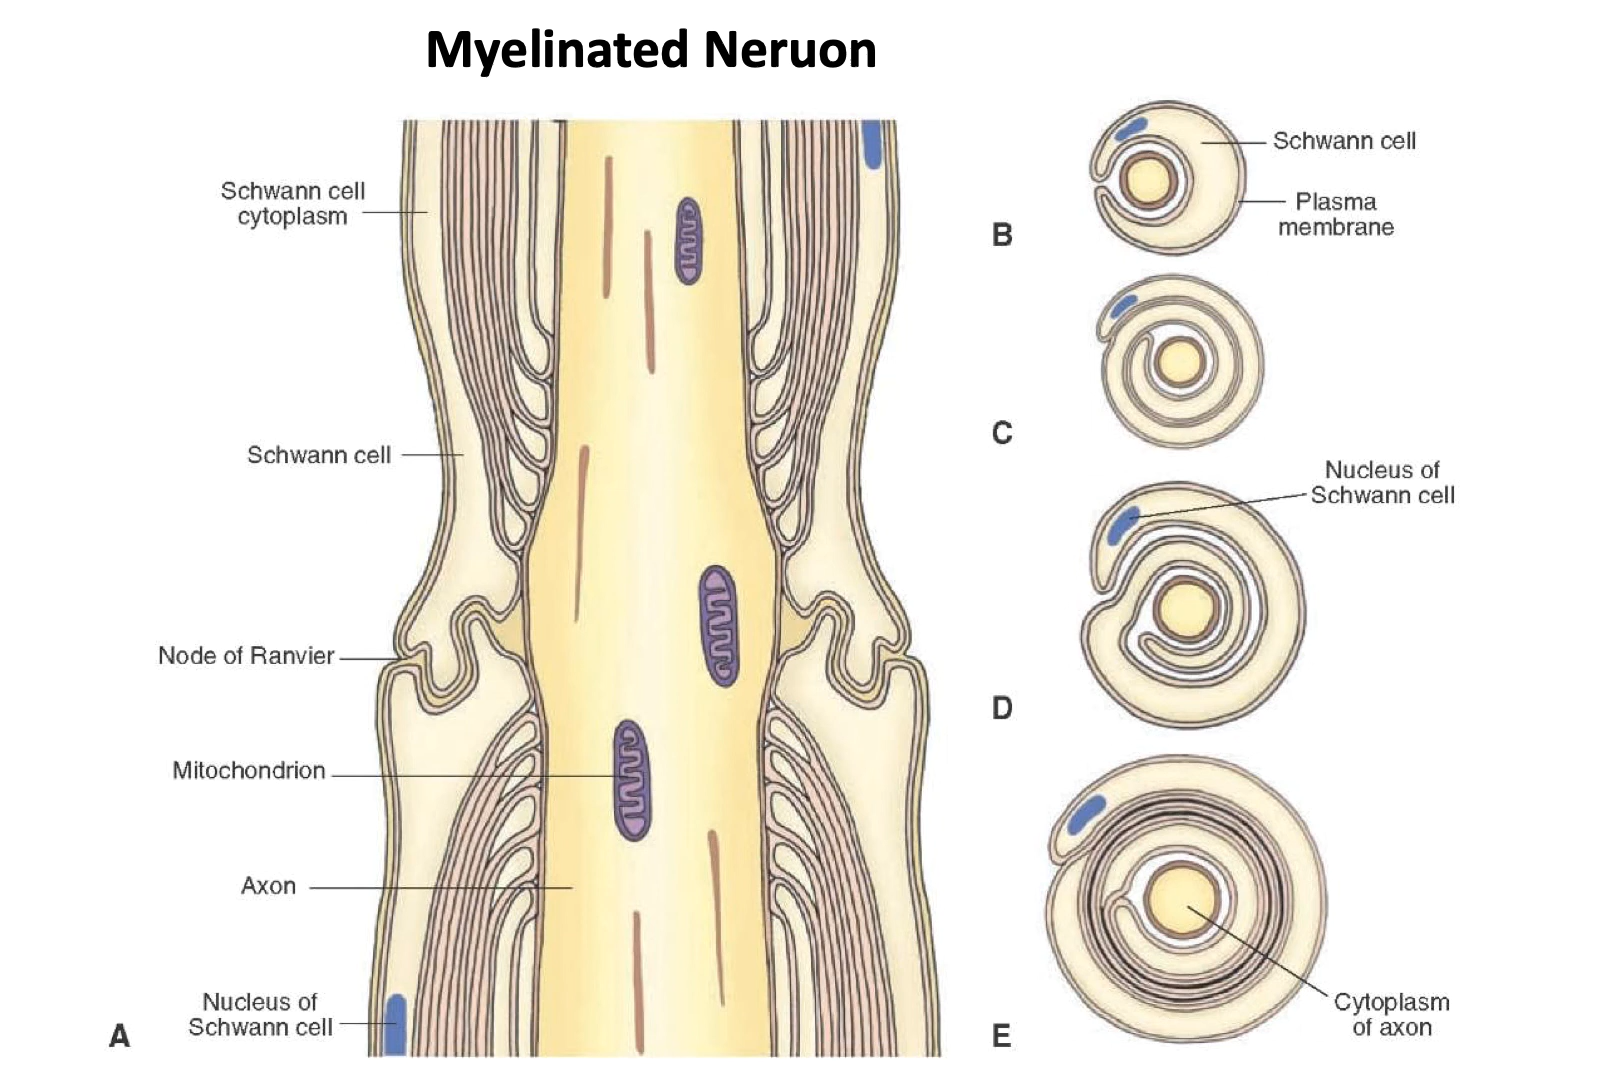 Myelinated Neruon
Schwann cell
cytoplasm
Schwann cell
Node of Ranvier
Mitochondrion
Axon
Nucleus of
Schwann cell
A
Schwann cell
Plasma
membrane
B
C
Nucleus of
Schwann cell
D
Cytoplasm
of axon
E